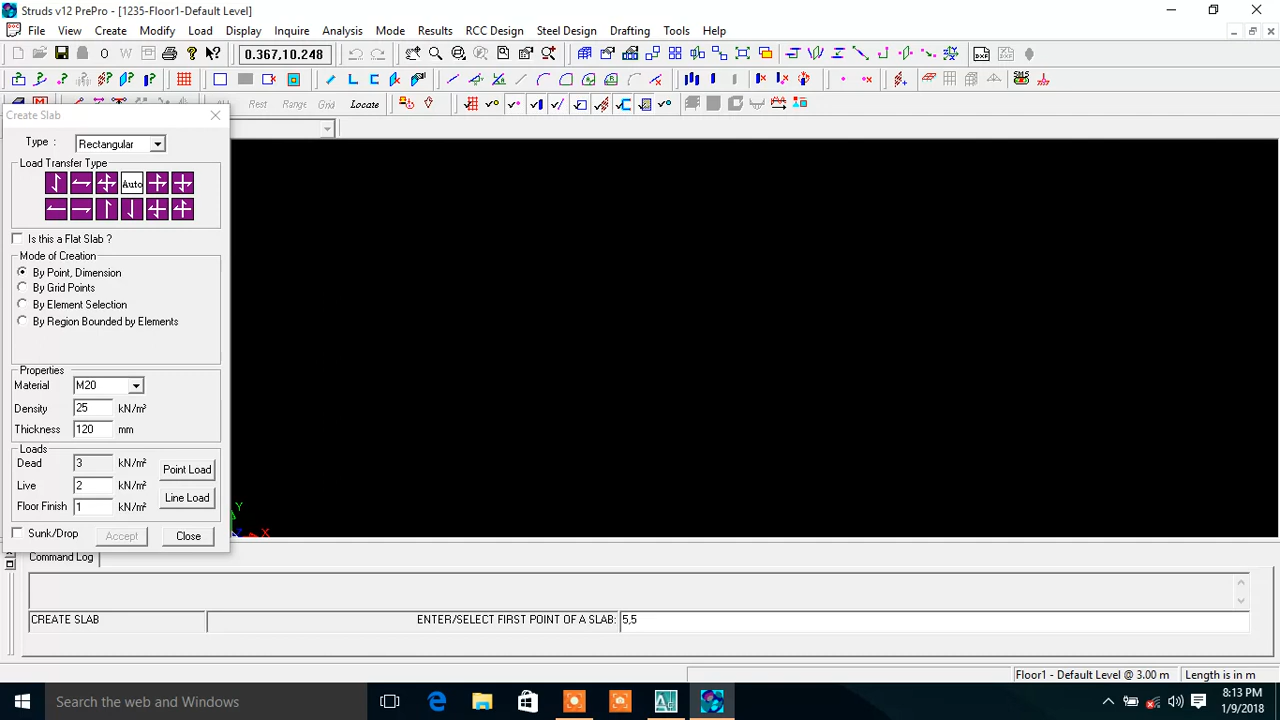 Struds v12 PrePro - [1235-Floor1-Default Level]
File View Create Modify Load Display Inquire Analysis Mode Results RCC Design Steel Design Drafting Tools Help
0.367,10.248
DXF
All Rest Range Grid Locate
Create Slab
Type : Rectangular
Load Transfer Type
Auto
Is this a Flat Slab ?
Mode of Creation
By Point, Dimension
By Grid Points
By Element Selection
By Region Bounded by Elements
Properties
Material M20
Density 25 kN/m³
Thickness 120 mm
Loads
Dead 3 kN/m²
Point Load
Live 2 kN/m²
Line Load
Floor Finish 1 kN/m²
Sunk/Drop Accept Close
Y
X
Command Log
CREATE SLAB ENTER/SELECT FIRST POINT OF A SLAB: 5,5
Floor1 - Default Level @ 3.00 m Length is in m
Search the web and Windows
8:13 PM
1/9/2018